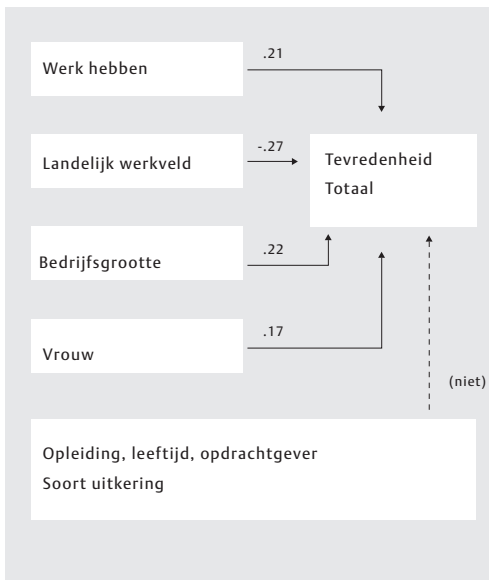 Werk hebben
.21
Landelijk werkveld
-.27
Tevredenheid
Totaal
Bedrijfsgrootte
.22
Vrouw
.17
(niet)
Opleiding, leeftijd, opdrachtgever
Soort uitkering